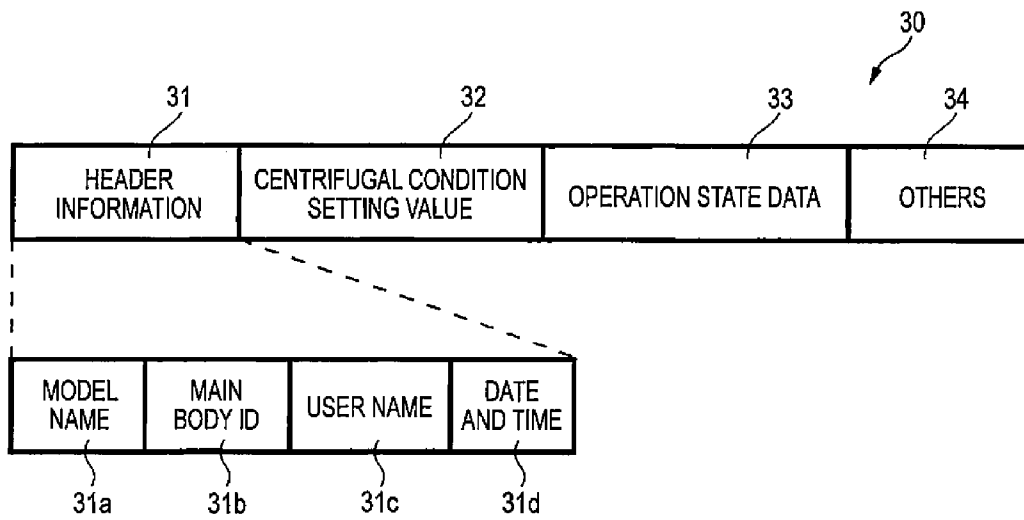 30
31 32 33 34
HEADER INFORMATION
CENTRIFUGAL CONDITION SETTING VALUE
OPERATION STATE DATA
OTHERS
MODEL NAME
MAIN BODY ID
USER NAME
DATE AND TIME
31a 31b 31c 31d